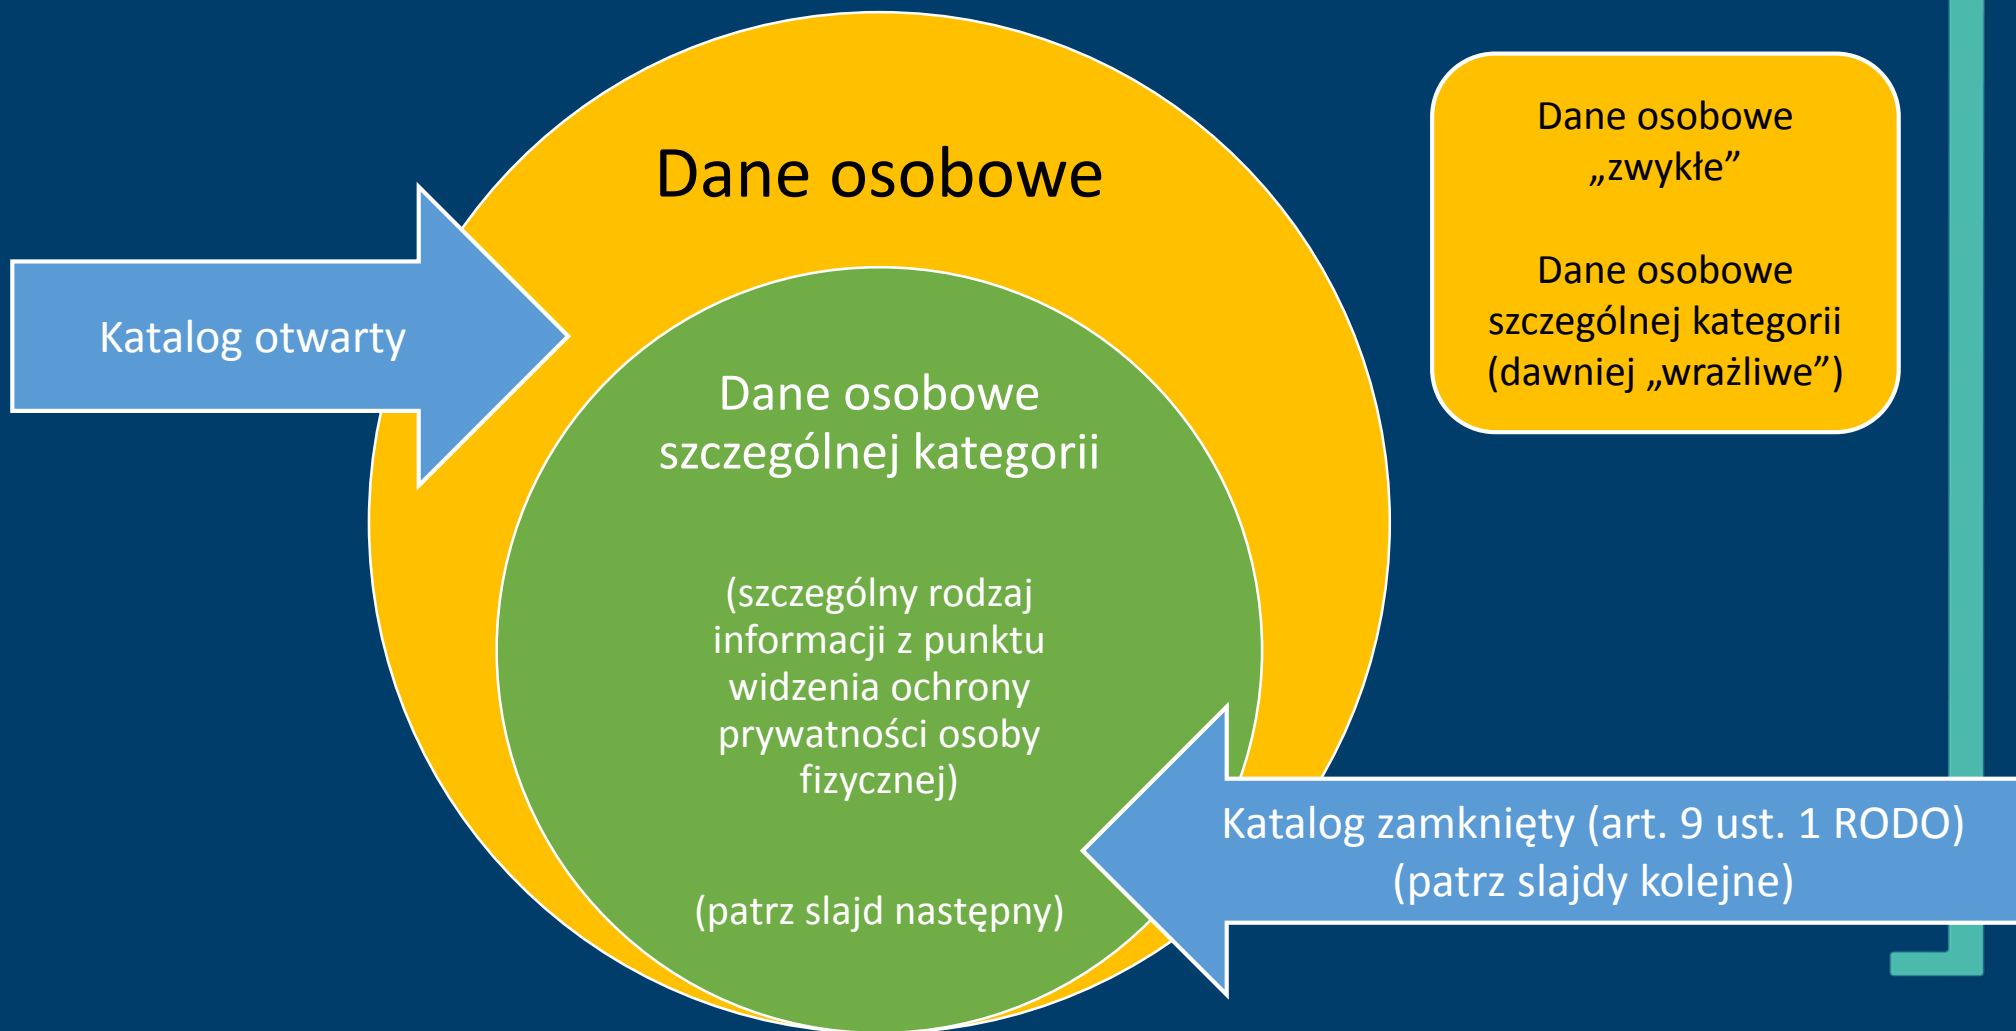 Dane osobowe
Katalog otwarty
Dane osobowe
szczególnej kategorii
(szczególny rodzaj
informacji z punktu
widzenia ochrony
prywatności osoby
fizycznej)
(patrz slajd następny)
Dane osobowe
„zwykłe”
Dane osobowe
szczególnej kategorii
(dawniej „wrażliwe”)
Katalog zamknięty (art. 9 ust. 1 RODO)
(patrz slajdy kolejne)